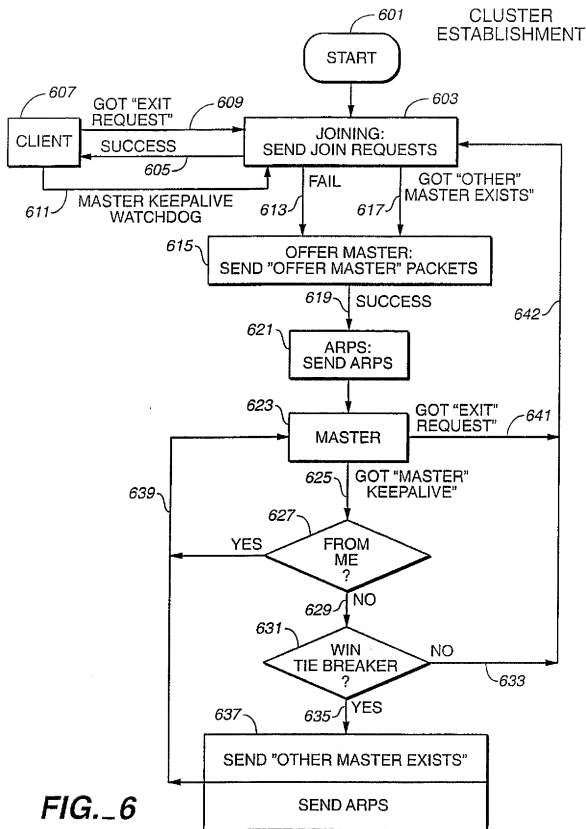 CLUSTER
ESTABLISHMENT
601
START
607
GOT "EXIT
REQUEST"
609
603
CLIENT
SUCCESS
605
JOINING:
SEND JOIN REQUESTS
611
MASTER KEEPALIVE
WATCHDOG
613
FAIL
617
GOT "OTHER"
MASTER EXISTS"
615
OFFER MASTER:
SEND "OFFER MASTER" PACKETS
619
SUCCESS
642
621
ARPS:
SEND ARPS
623
MASTER
GOT "EXIT"
REQUEST"
641
639
625
GOT "MASTER"
KEEPALIVE"
627
YES
FROM
ME
?
629
NO
631
WIN
TIE BREAKER
?
NO
633
637
635
YES
SEND "OTHER MASTER EXISTS"
SEND ARPS
FIG._6